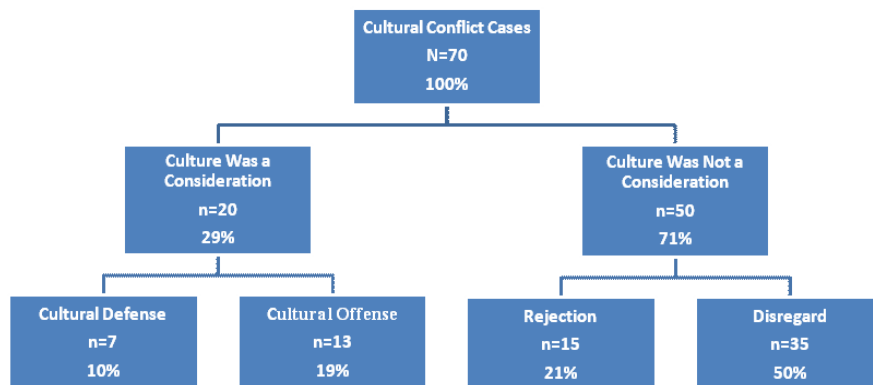 Cultural Conflict Cases
N=70
100%
Culture Was a
Consideration
n=20
29%
Culture Was Not a
Consideration
n=50
71%
Cultural Defense
n=7
10%
Cultural Offense
n=13
19%
Rejection
n=15
21%
Disregard
n=35
50%